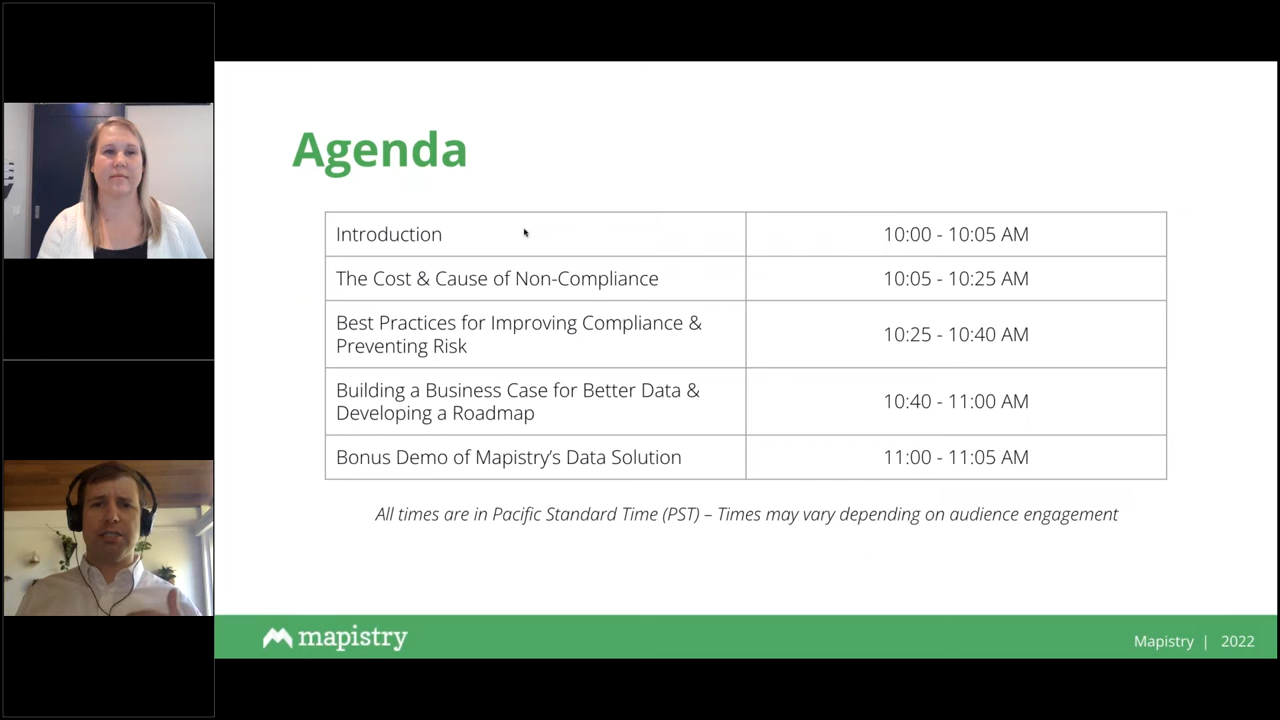 Agenda
Introduction
10:00 - 10:05 AM
The Cost & Cause of Non-Compliance
10:05 - 10:25 AM
Best Practices for Improving Compliance &
Preventing Risk
10:25 - 10:40 AM
Building a Business Case for Better Data &
Developing a Roadmap
10:40 - 11:00 AM
Bonus Demo of Mapistry’s Data Solution
11:00 - 11:05 AM
All times are in Pacific Standard Time (PST) – Times may vary depending on audience engagement
mapistry
Mapistry | 2022